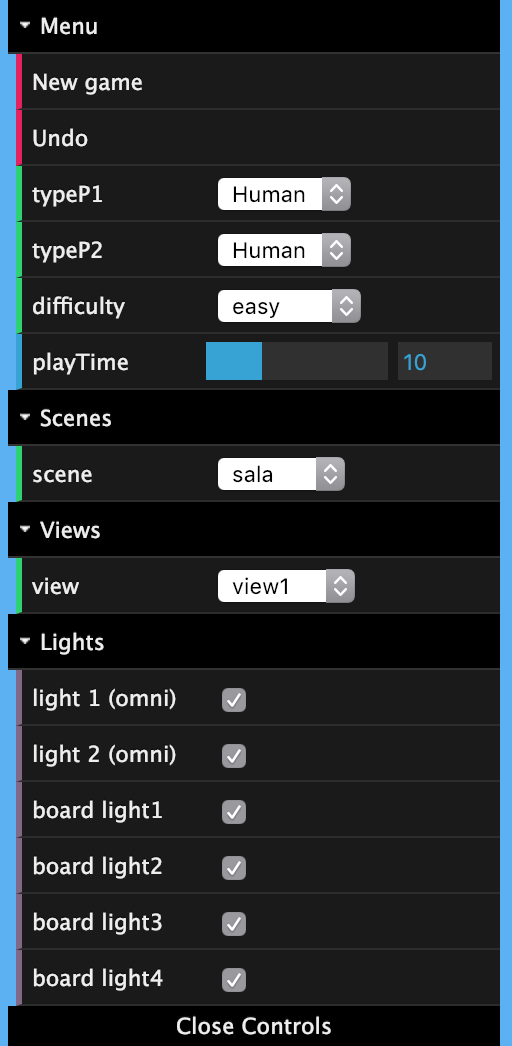 Menu
New game
Undo
typeP1 Human
typeP2 Human
difficulty easy
playTime 10
Scenes
scene sala
Views
view view1
Lights
light 1 (omni)
light 2 (omni)
board light1
board light2
board light3
board light4
Close Controls